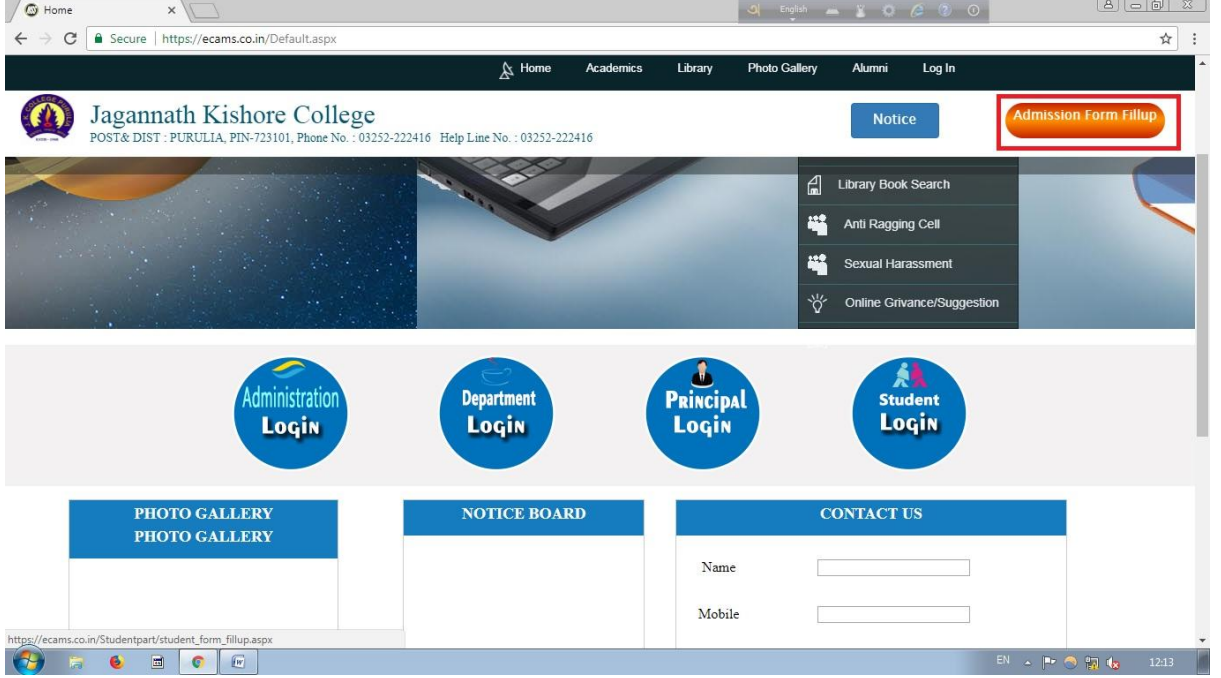 Home
English
Secure | https://ecams.co.in/Default.aspx
Home Academics Library Photo Gallery Alumni Log In
Jagannath Kishore College
POST& DIST : PURULIA, PIN-723101, Phone No. : 03252-222416 Help Line No. : 03252-222416
Notice
Admission Form Fillup
Library Book Search
Anti Ragging Cell
Sexual Harassment
Online Grivance/Suggestion
Administration
Login
Department
Login
Principal
Login
Student
Login
PHOTO GALLERY
PHOTO GALLERY
NOTICE BOARD
CONTACT US
Name
Mobile
https://ecams.co.in/Studentpart/student_form_fillup.aspx
EN
12:13